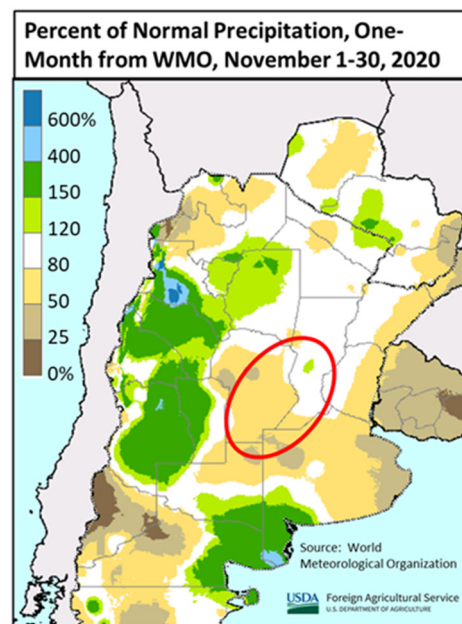 Percent of Normal Precipitation, One-
Month from WMO, November 1-30, 2020
600%
400
150
120
80
50
25
0%
Source: World
Meteorological Organization
USDA Foreign Agricultural Service
U.S. DEPARTMENT OF AGRICULTURE